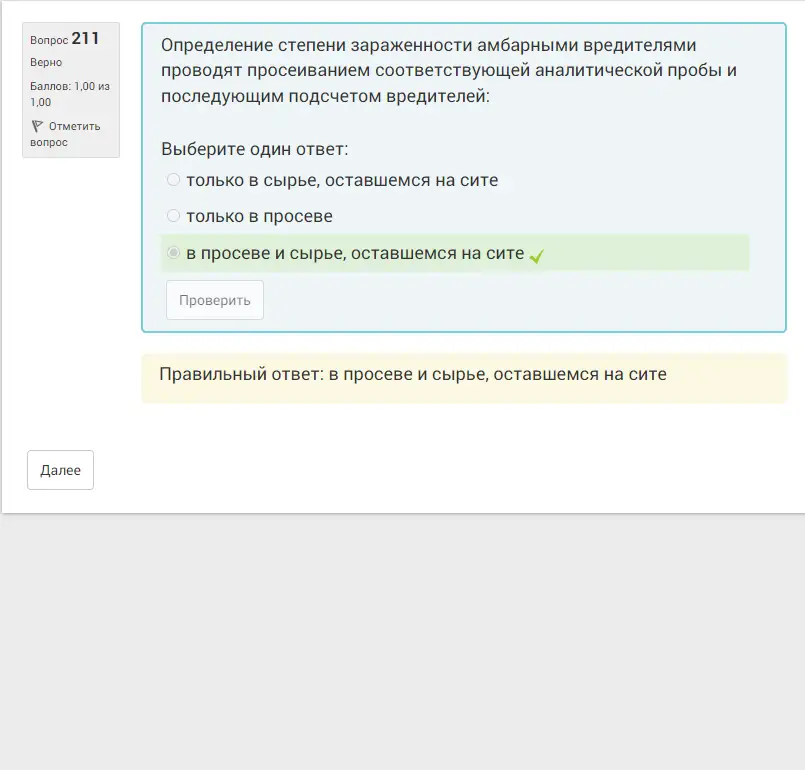 Вопрос 211
Верно
Баллов: 1,00 из
1,00
Отметить
вопрос
Определение степени зараженности амбарными вредителями
проводят просеиванием соответствующей аналитической пробы и
последующим подсчетом вредителей:
Выберите один ответ:
только в сырье, оставшемся на сите
только в просеве
в просеве и сырье, оставшемся на сите
Проверить
Правильный ответ: в просеве и сырье, оставшемся на сите
Далее